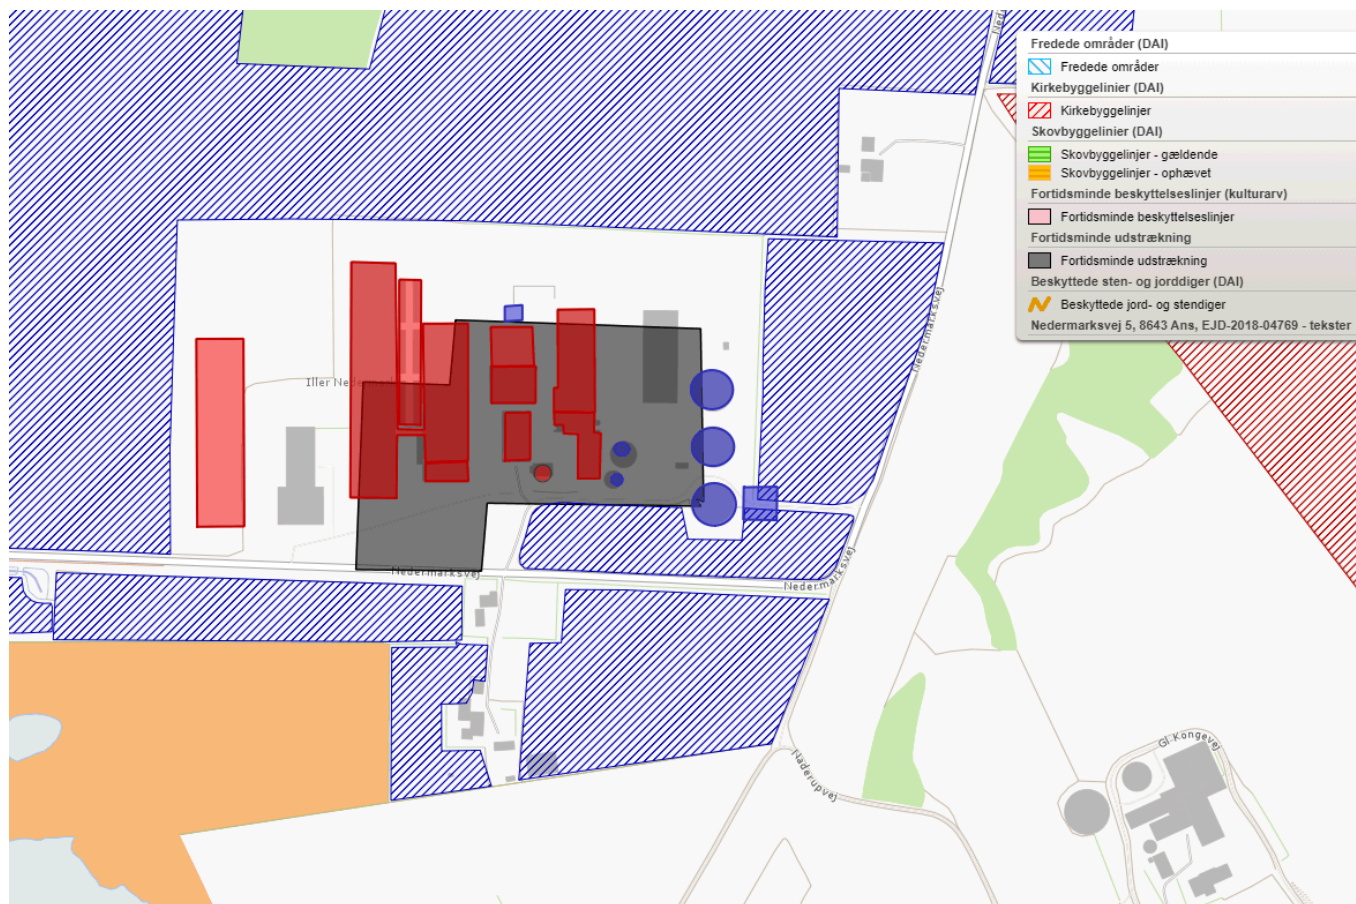 Ned
Fredede områder (DAI)
Fredede områder
Kirkebyggelinier (DAI)
Kirkebyggelinjer
Skovbyggelinier (DAI)
Skovbyggelinjer - gældende
Skovbyggelinjer - ophævet
Fortidsminde beskyttelseslinjer (kulturarv)
Fortidsminde beskyttelseslinjer
Fortidsminde udstrækning
Fortidsminde udstrækning
Beskyttede sten- og jorddiger (DAI)
Beskyttede jord- og stendiger
Nedermarksvej 5, 8643 Ans, EJD-2018-04769 - tekster
Nedermarksvej
Iller Nedermark
Nedermarksvej
Nedermarksvej
Gl Kongevej
Naderupvej